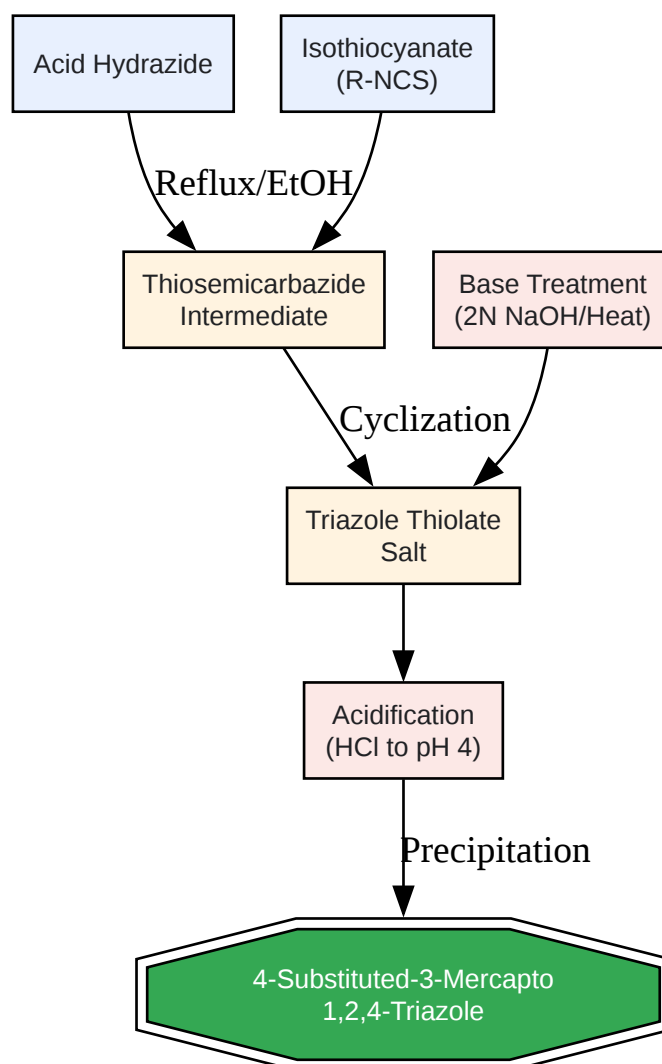 Acid Hydrazide
Isothiocyanate
(R-NCS)
Reflux/EtOH
Thiosemicarbazide
Intermediate
Base Treatment
(2N NaOH/Heat)
Cyclization
Triazole Thiolate
Salt
Acidification
(HCl to pH 4)
Precipitation
4-Substituted-3-Mercapto
1,2,4-Triazole